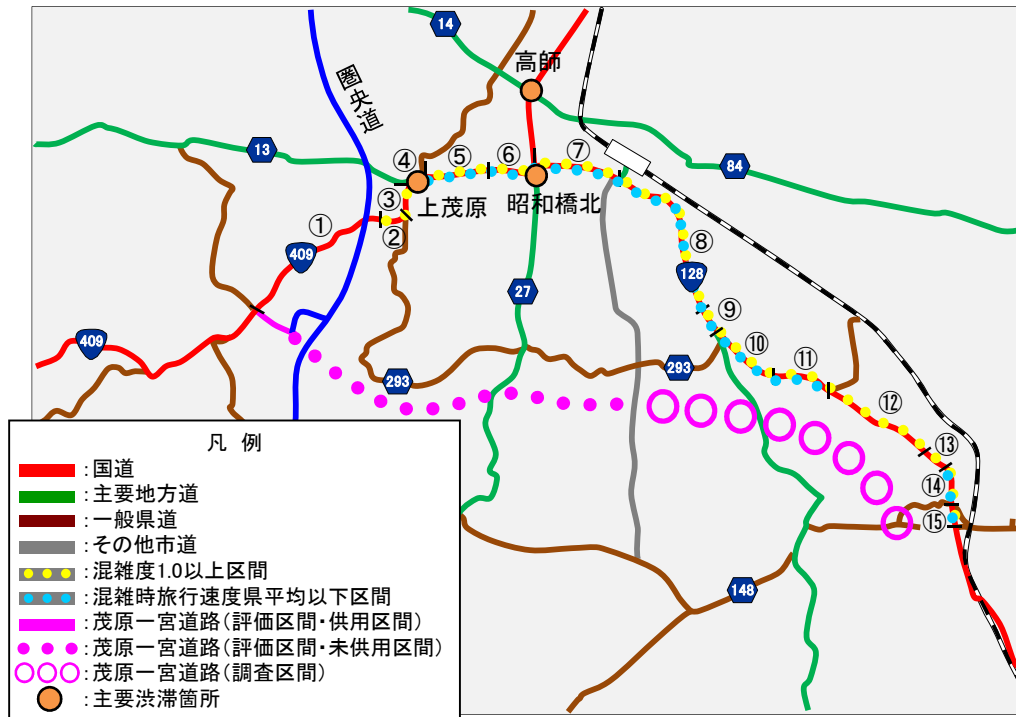 14
高師
圏央道
13
84
④
⑤
⑥
⑦
上茂原
昭和橋北
③
①
②
409
⑧
128
27
⑨
409
⑩
293
293
⑪
⑫
⑬
⑭
⑮
148
凡 例
:国道
:主要地方道
:一般県道
:その他市道
:混雑度1.0以上区間
:混雑時旅行速度県平均以下区間
:茂原一宮道路(評価区間・供用区間)
:茂原一宮道路(評価区間・未供用区間)
:茂原一宮道路(調査区間)
:主要渋滞箇所